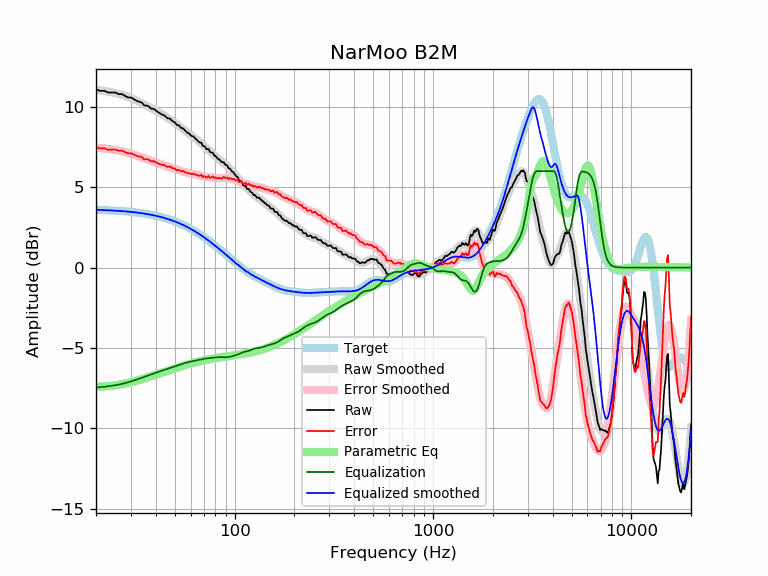 NarMoo B2M
Amplitude (dBr)
10
5
0
−5
−10
−15
Target
Raw Smoothed
Error Smoothed
Raw
Error
Parametric Eq
Equalization
Equalized smoothed
100
1000
10000
Frequency (Hz)